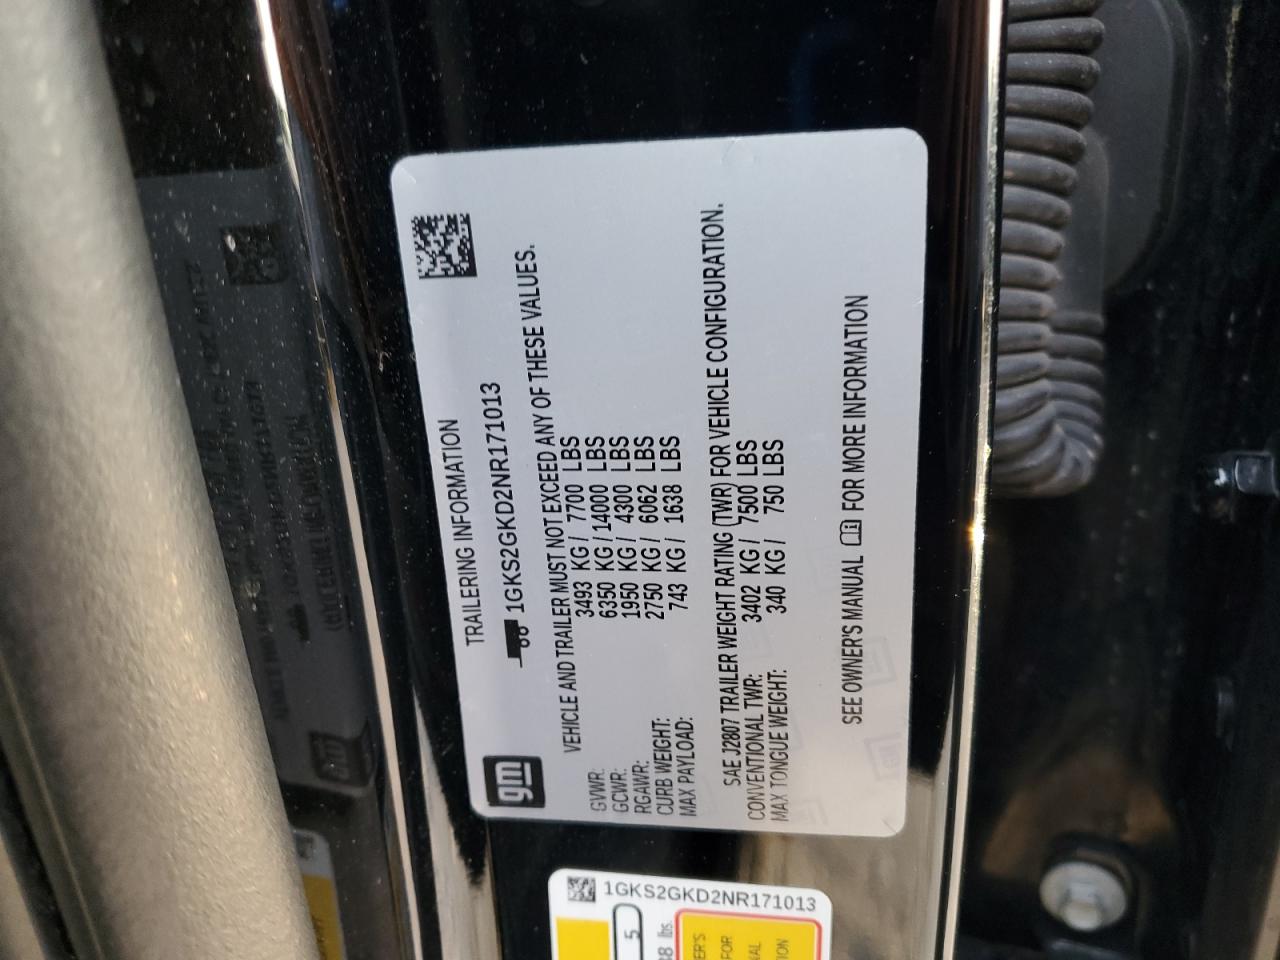 gm
TRAILERING INFORMATION
1GKS2GKD2NR171013
VEHICLE AND TRAILER MUST NOT EXCEED ANY OF THESE VALUES.
GVWR: 3493 KG / 7700 LBS
GCWR: 6350 KG / 14000 LBS
RGAWR: 1950 KG / 4300 LBS
CURB WEIGHT: 2750 KG / 6062 LBS
MAX PAYLOAD: 743 KG / 1638 LBS
SAE J2807 TRAILER WEIGHT RATING (TWR) FOR VEHICLE CONFIGURATION.
CONVENTIONAL TWR: 3402 KG / 7500 LBS
MAX TONGUE WEIGHT: 340 KG / 750 LBS
SEE OWNER'S MANUAL FOR MORE INFORMATION
1GKS2GKD2NR171013
5
lbs.
FOR